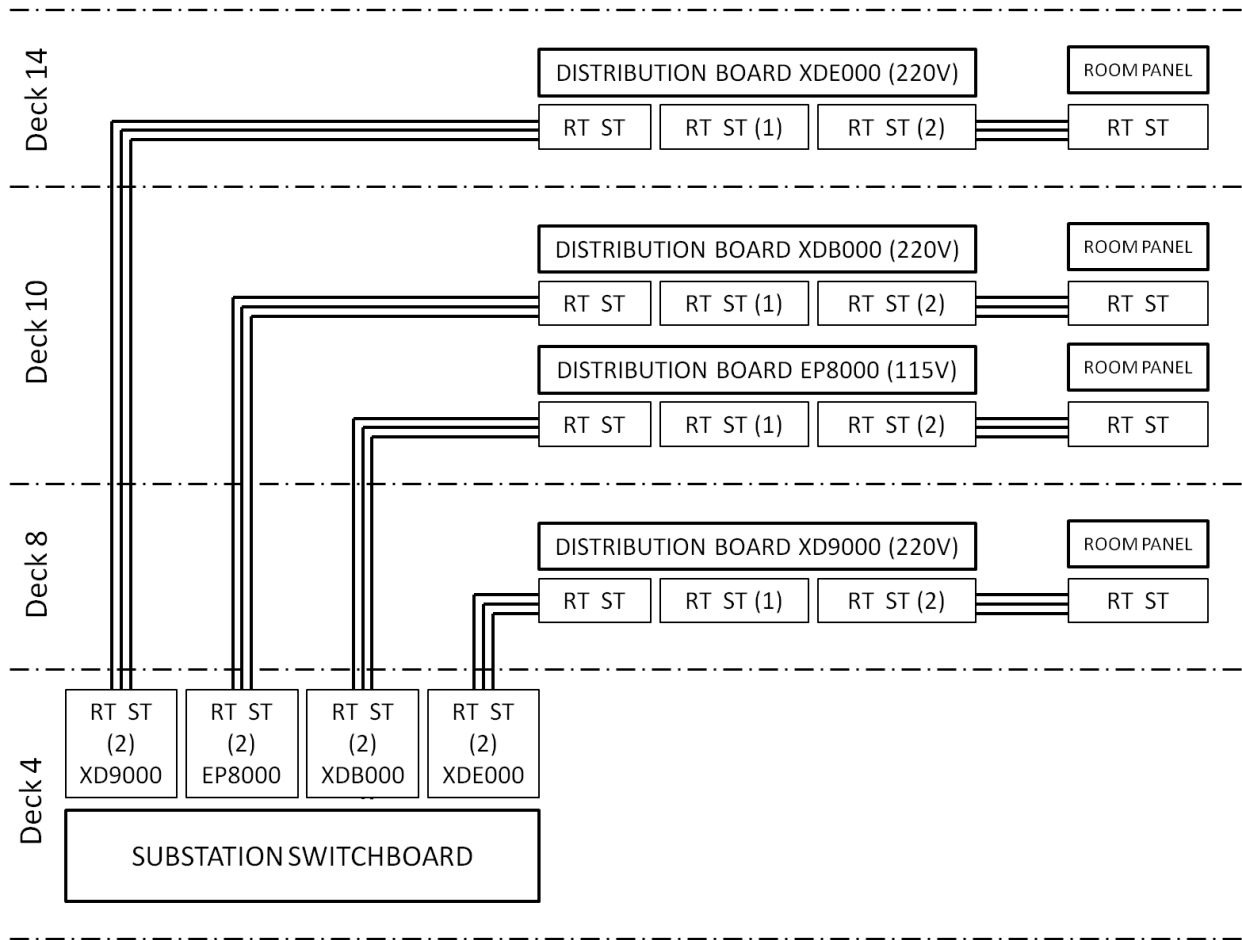 Deck 14
DISTRIBUTION BOARD XDE000 (220V)
ROOM PANEL
RT ST
RT ST (1)
RT ST (2)
RT ST
Deck 10
DISTRIBUTION BOARD XDB000 (220V)
ROOM PANEL
RT ST
RT ST (1)
RT ST (2)
RT ST
DISTRIBUTION BOARD EP8000 (115V)
ROOM PANEL
RT ST
RT ST (1)
RT ST (2)
RT ST
Deck 8
DISTRIBUTION BOARD XD9000 (220V)
ROOM PANEL
RT ST
RT ST (1)
RT ST (2)
RT ST
Deck 4
RT ST
(2)
XD9000
RT ST
(2)
EP8000
RT ST
(2)
XDB000
RT ST
(2)
XDE000
SUBSTATION SWITCHBOARD